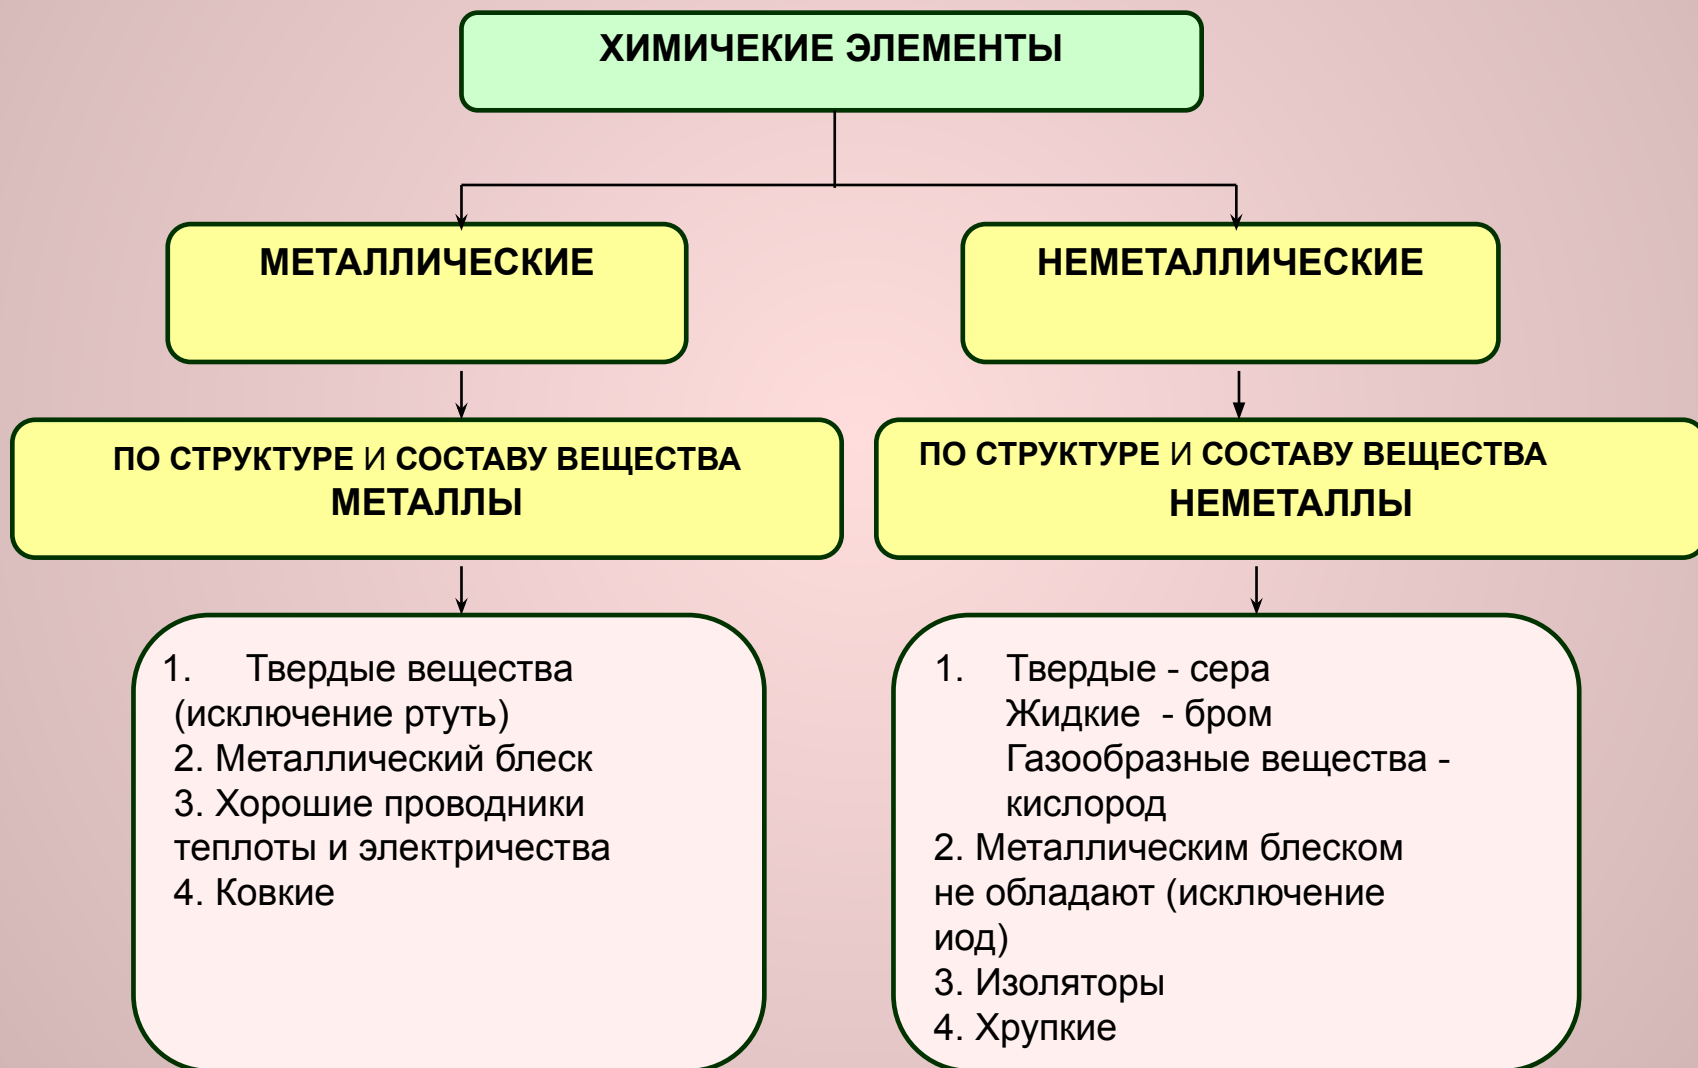 ХИМИЧЕКИЕ ЭЛЕМЕНТЫ
МЕТАЛЛИЧЕСКИЕ
НЕМЕТАЛЛИЧЕСКИЕ
ПО СТРУКТУРЕ И СОСТАВУ ВЕЩЕСТВА
МЕТАЛЛЫ
ПО СТРУКТУРЕ И СОСТАВУ ВЕЩЕСТВА
НЕМЕТАЛЛЫ
1. Твердые вещества
(исключение ртуть)
2. Металлический блеск
3. Хорошие проводники
теплоты и электричества
4. Ковкие
1. Твердые - сера
Жидкие - бром
Газообразные вещества -
кислород
2. Металлическим блеском
не обладают (исключение
иод)
3. Изоляторы
4. Хрупкие